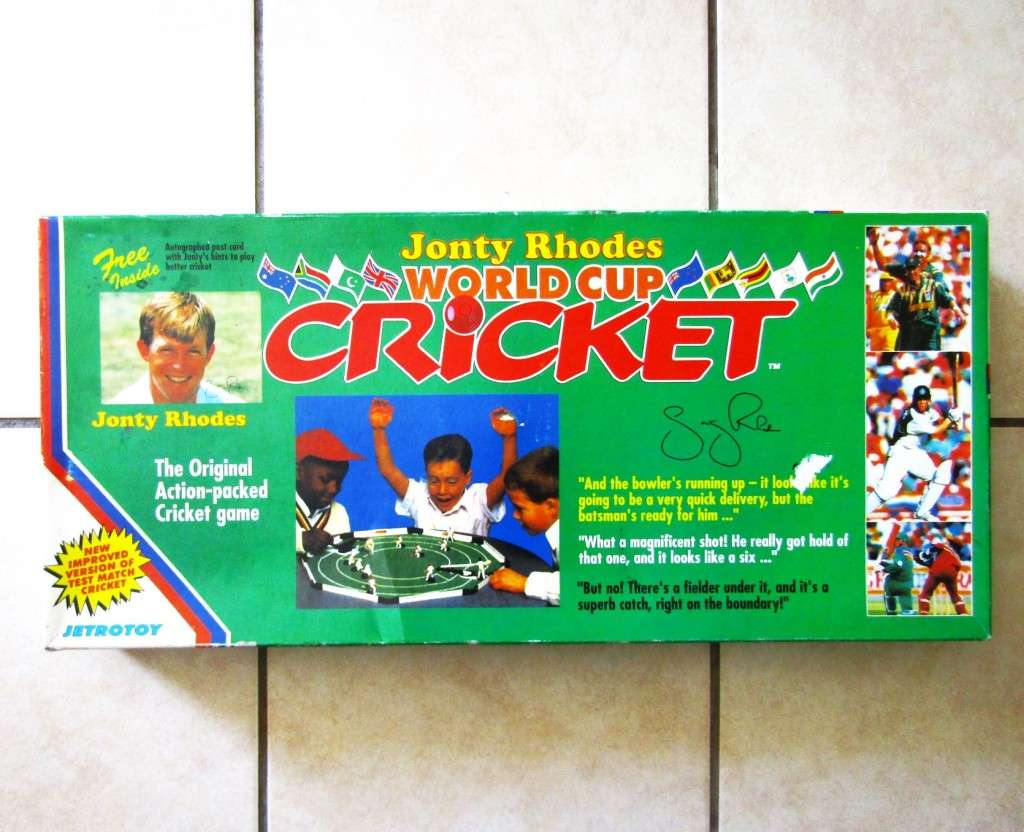 Free
Inside
Autographed post card
with Jonty's hints to play
better cricket
Jonty Rhodes
WORLD CUP
CRICKET
TM
Jonty Rhodes
The Original
Action-packed
Cricket game
NEW
IMPROVED
VERSION OF
TEST MATCH
CRICKET
JETROTOY
"And the bowler's running up – it loo ke it's
going to be a very quick delivery, but the
batsman's ready for him ..."
"What a magnificent shot! He really got hold of
that one, and it looks like a six ..."
"But no! There's a fielder under it, and it's a
superb catch, right on the boundary!"